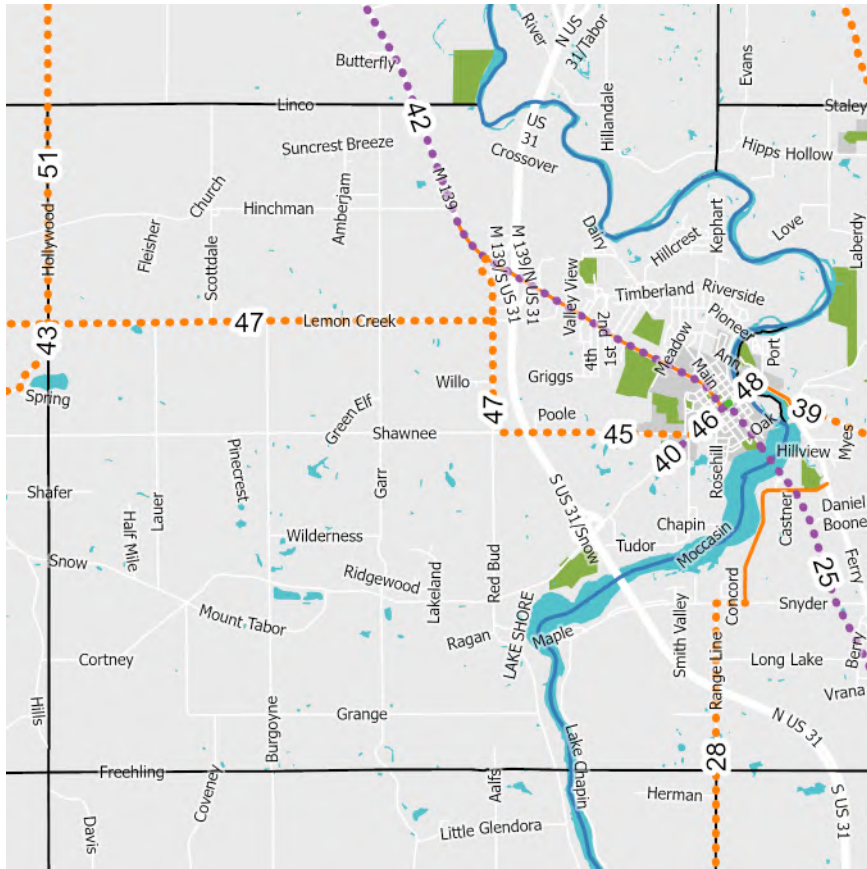 River
N US
31/Tabor
Butterfly
Evans
Linco
42
US
31
Hillandale
Staley
Suncrest Breeze
Crossover
Hipps Hollow
51
M 139
Church
Amberjam
Hinchman
Hollywood
Fleisher
Scottdale
Dairy
Hillcrest
Kephart
Love
Laberdy
M 139/S US 31
M 139/N US 31
Valley View
Timberland
Riverside
43
47
Lemon Creek
2nd
1st
4th
Pioneer
Port
Meadow
Ann
Main
48
Spring
Willo
Griggs
47
Poole
39
Green Elf
Shawnee
45
46
Oak
Myes
40
Rosehill
Hillview
Pinecrest
Garr
Shafer
Lauer
Half Mile
S US 31/Snow
Castner
Daniel
Boone
Chapin
Wilderness
Tudor
Moccasin
Snow
Ridgewood
Lakeland
Red Bud
25
Ferry
Concord
Snyder
Mount Tabor
Ragan
LAKE SHORE
Maple
Smith Valley
Range Line
Cortney
Long Lake
Berry
Vrana
Hills
Burgoyne
Grange
N US 31
Lake Chapin
28
Freehling
Aalfs
Coveney
Herman
S US 31
Davis
Little Glendora